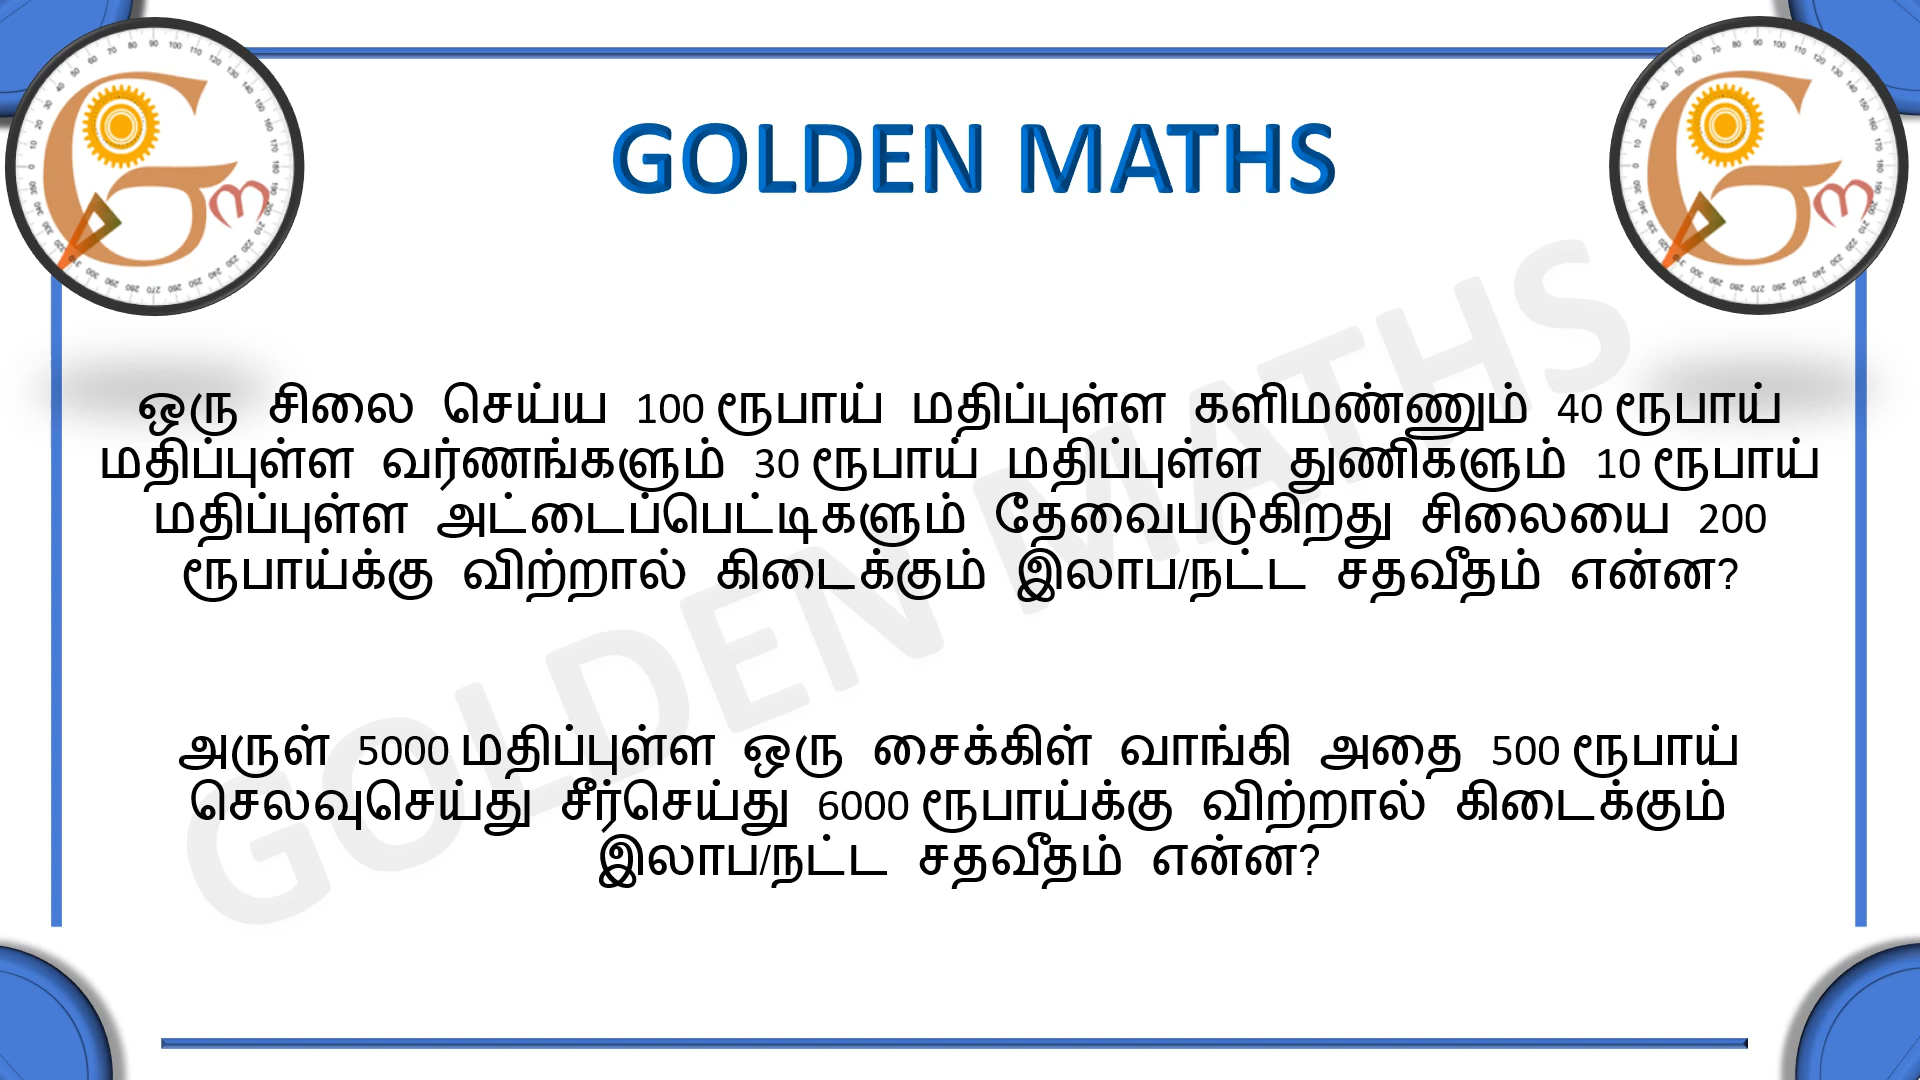 GOLDEN MATHS
ஒரு சிலை செய்ய 100 ரூபாய் மதிப்புள்ள களிமண்ணும் 40 ரூபாய்
மதிப்புள்ள வர்ணங்களும் 30 ரூபாய் மதிப்புள்ள துணிகளும் 10 ரூபாய்
மதிப்புள்ள அட்டைப்பெட்டிகளும் தேவைபடுகிறது சிலையை 200
ரூபாய்க்கு விற்றால் கிடைக்கும் இலாப/நட்ட சதவீதம் என்ன?
அருள் 5000 மதிப்புள்ள ஒரு சைக்கிள் வாங்கி அதை 500 ரூபாய்
செலவுசெய்து சீர்செய்து 6000 ரூபாய்க்கு விற்றால் கிடைக்கும்
இலாப/நட்ட சதவீதம் என்ன?
GOLDEN MATHS